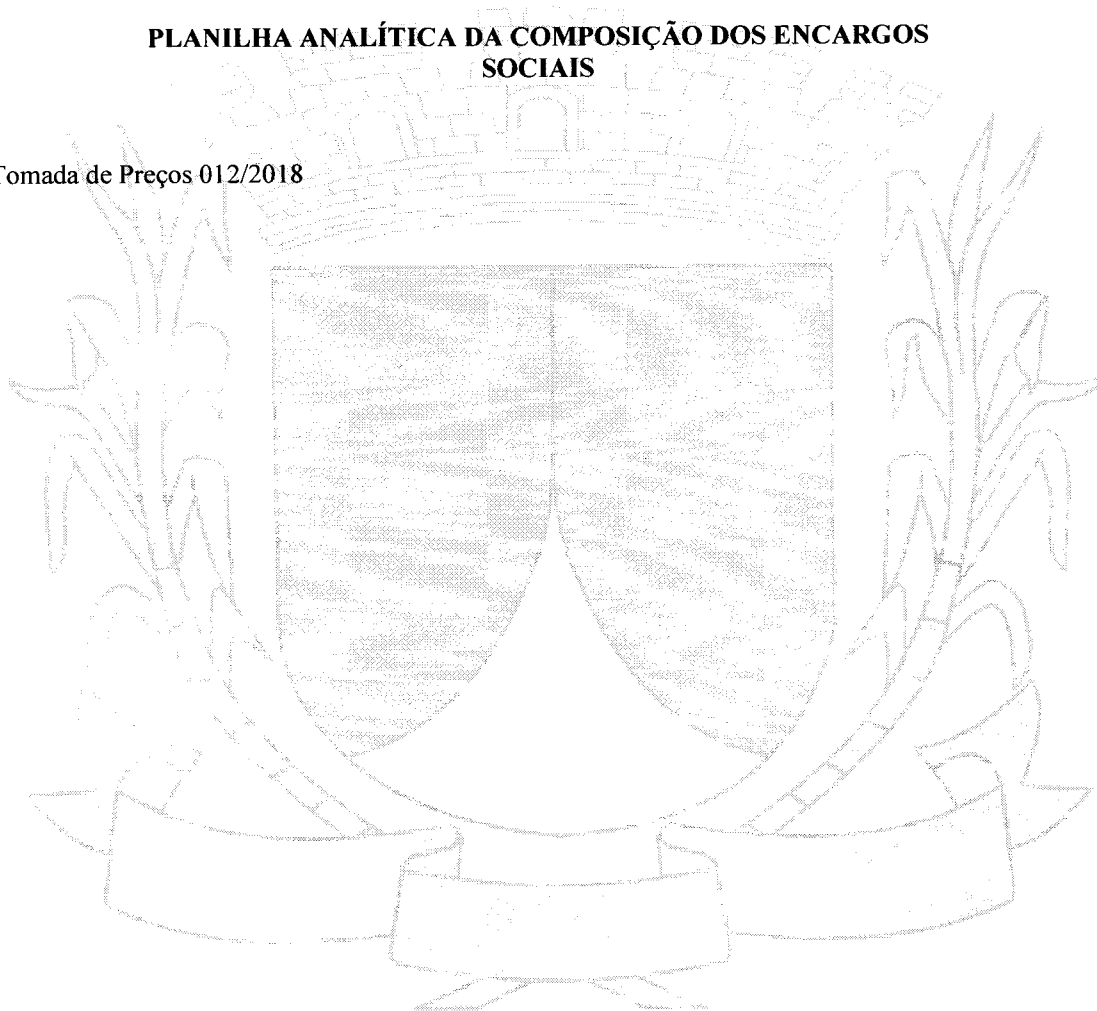 PLANILHA ANALÍTICA DA COMPOSIÇÃO DOS ENCARGOS
SOCIAIS
Tomada de Preços 012/2018